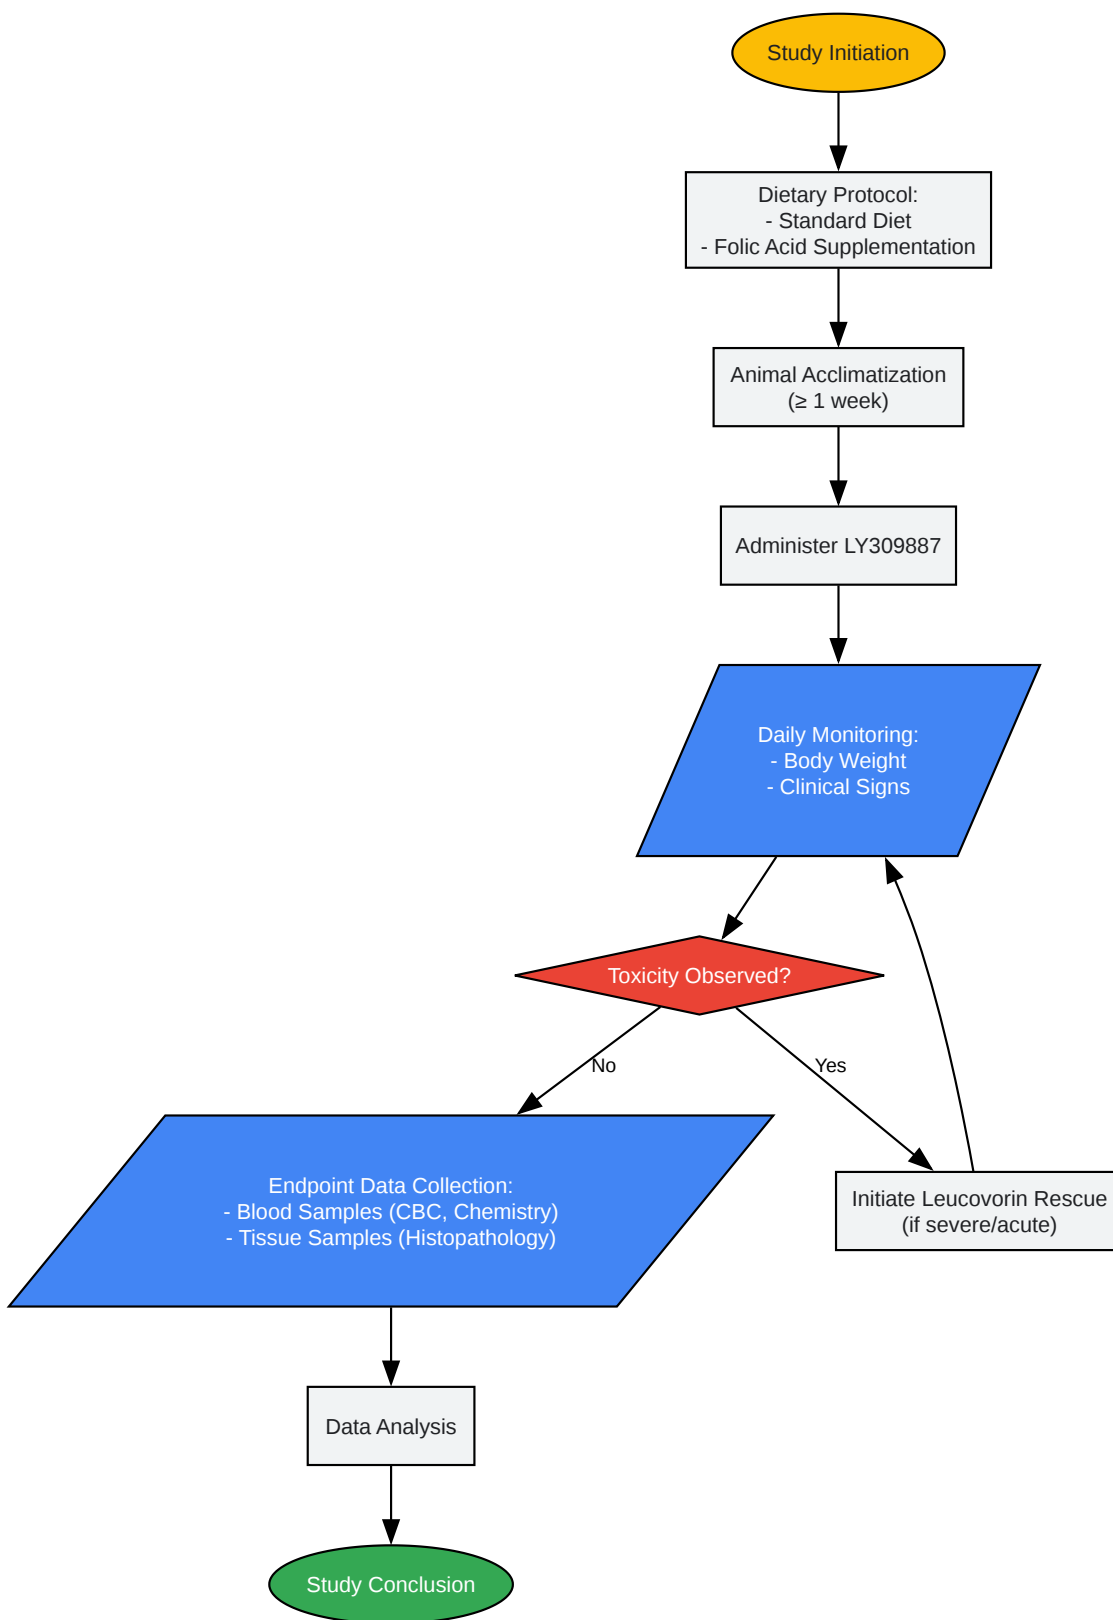 Study Initiation
Dietary Protocol:
- Standard Diet
- Folic Acid Supplementation
Animal Acclimatization
(≥ 1 week)
Administer LY309887
Daily Monitoring:
- Body Weight
- Clinical Signs
Toxicity Observed?
No
Yes
Endpoint Data Collection:
- Blood Samples (CBC, Chemistry)
- Tissue Samples (Histopathology)
Initiate Leucovorin Rescue
(if severe/acute)
Data Analysis
Study Conclusion